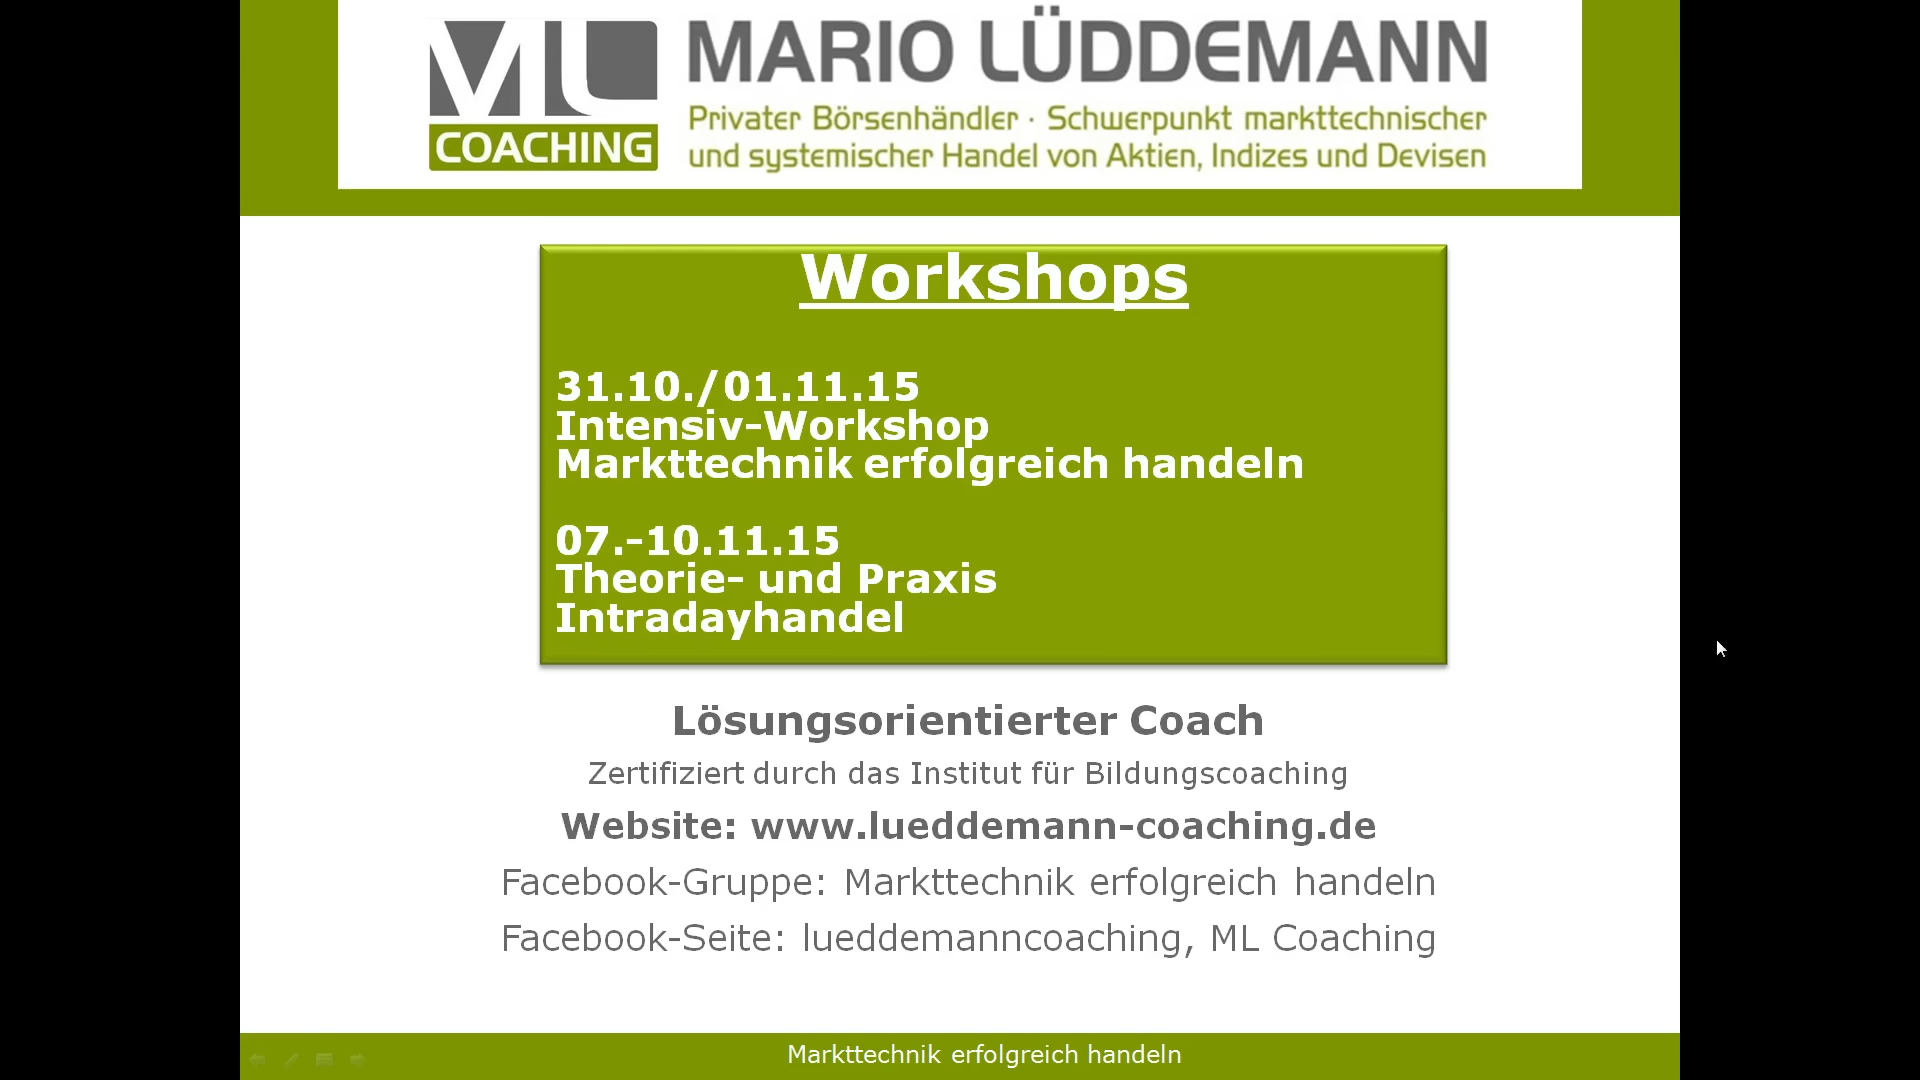 ML
COACHING
MARIO LÜDDEMANN
Privater Börsenhändler · Schwerpunkt markttechnischer
und systemischer Handel von Aktien, Indizes und Devisen
Workshops
31.10./01.11.15
Intensiv-Workshop
Markttechnik erfolgreich handeln
07.-10.11.15
Theorie- und Praxis
Intradayhandel
Lösungsorientierter Coach
Zertifiziert durch das Institut für Bildungscoaching
Website: www.lueddemann-coaching.de
Facebook-Gruppe: Markttechnik erfolgreich handeln
Facebook-Seite: lueddemanncoaching, ML Coaching
Markttechnik erfolgreich handeln